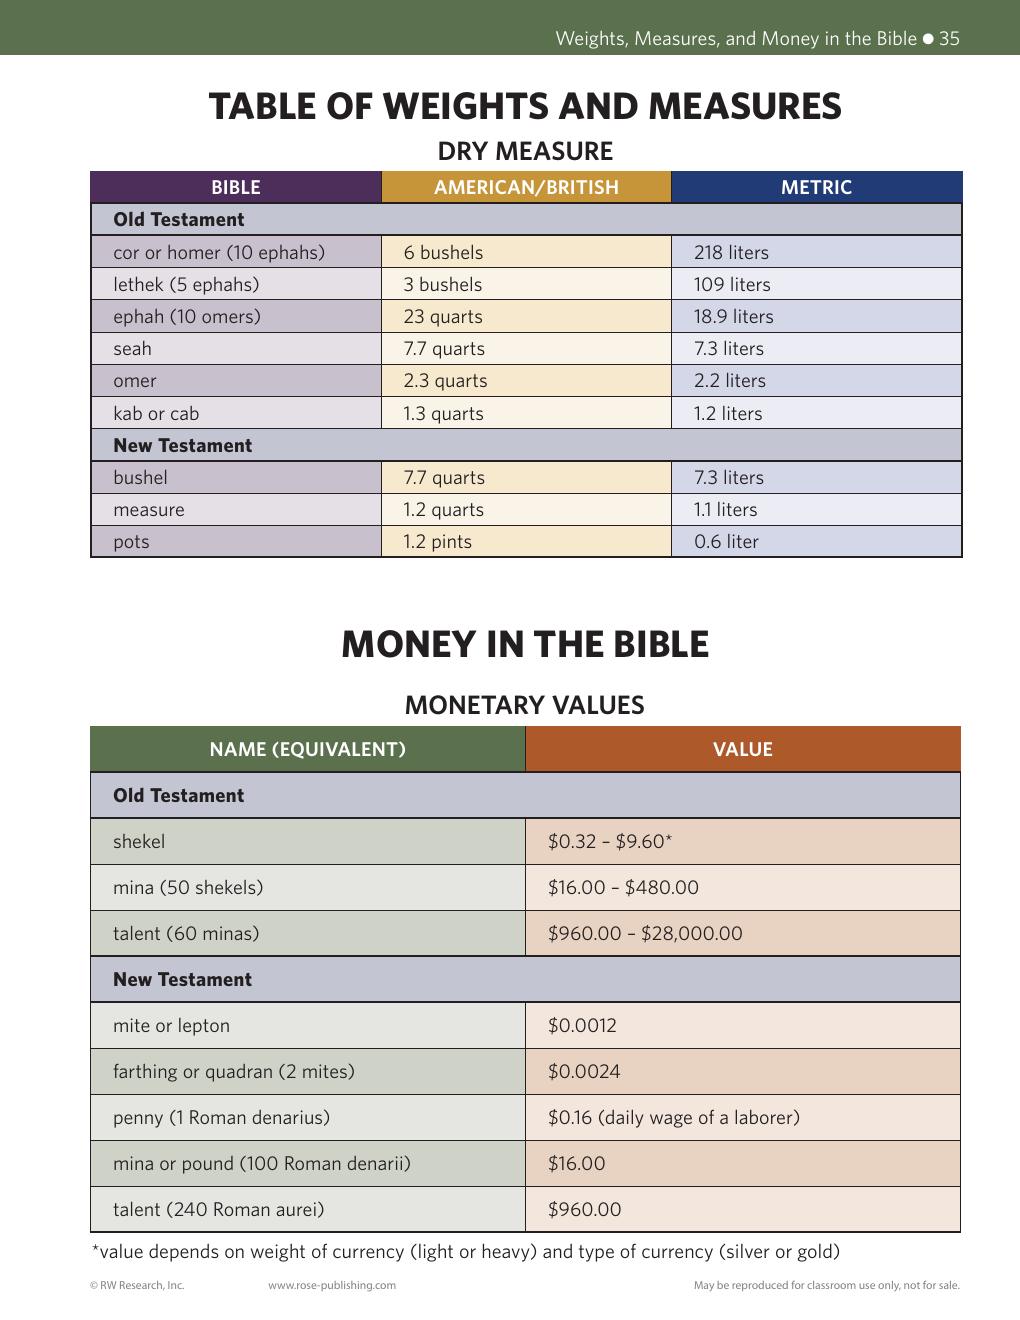 Weights, Measures, and Money in the Bible ● 35
TABLE OF WEIGHTS AND MEASURES
DRY MEASURE
BIBLE AMERICAN/BRITISH METRIC
Old Testament
cor or homer (10 ephahs) 6 bushels 218 liters
lethek (5 ephahs) 3 bushels 109 liters
ephah (10 omers) 23 quarts 18.9 liters
seah 7.7 quarts 7.3 liters
omer 2.3 quarts 2.2 liters
kab or cab 1.3 quarts 1.2 liters
New Testament
bushel 7.7 quarts 7.3 liters
measure 1.2 quarts 1.1 liters
pots 1.2 pints 0.6 liter
MONEY IN THE BIBLE
MONETARY VALUES
NAME (EQUIVALENT) VALUE
Old Testament
shekel $0.32 – $9.60*
mina (50 shekels) $16.00 – $480.00
talent (60 minas) $960.00 – $28,000.00
New Testament
mite or lepton $0.0012
farthing or quadran (2 mites) $0.0024
penny (1 Roman denarius) $0.16 (daily wage of a laborer)
mina or pound (100 Roman denarii) $16.00
talent (240 Roman aurei) $960.00
*value depends on weight of currency (light or heavy) and type of currency (silver or gold)
© RW Research, Inc. www.rose-publishing.com May be reproduced for classroom use only, not for sale.